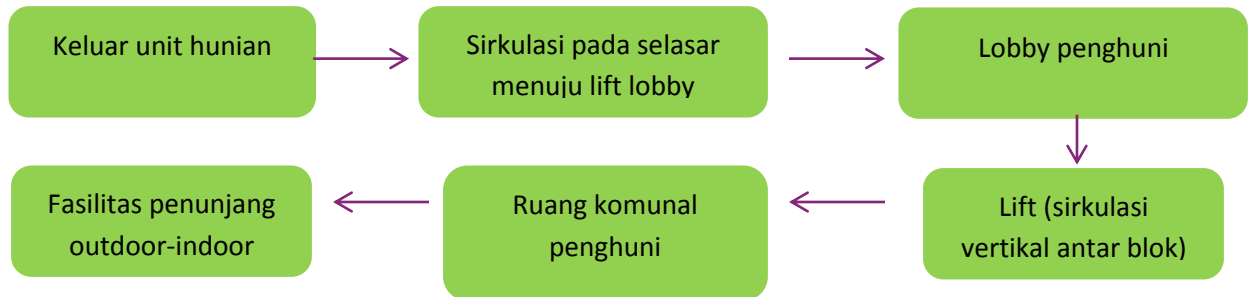 Keluar unit hunian
Sirkulasi pada selasar
menuju lift lobby
Lobby penghuni
Lift (sirkulasi
vertikal antar blok)
Ruang komunal
penghuni
Fasilitas penunjang
outdoor-indoor